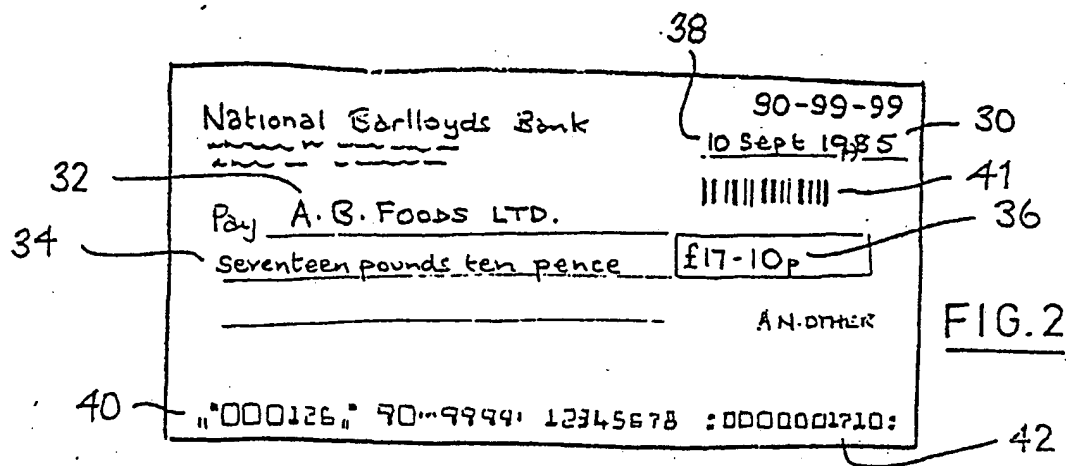 38
90-99-99
National Earlloyds Bank
10 Sept 1985
30
41
32
36
Pay A. B. FOODS LTD.
34
seventeen pounds ten pence £17-10p
A N. OTHER
FIG. 2
40
"000126" 90-9999 12345678 :0000001710:
42